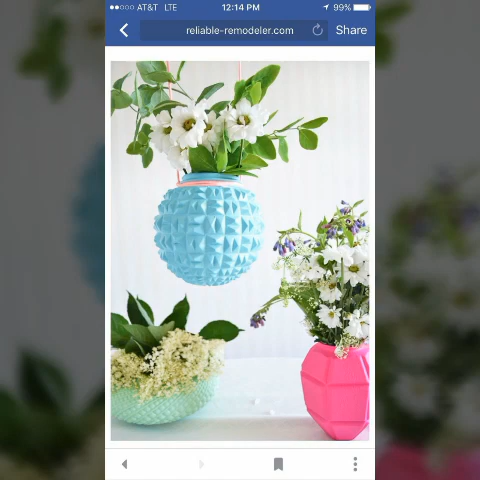 ●●○○○ AT&T LTE 12:14 PM 99%
reliable-remodeler.com Share